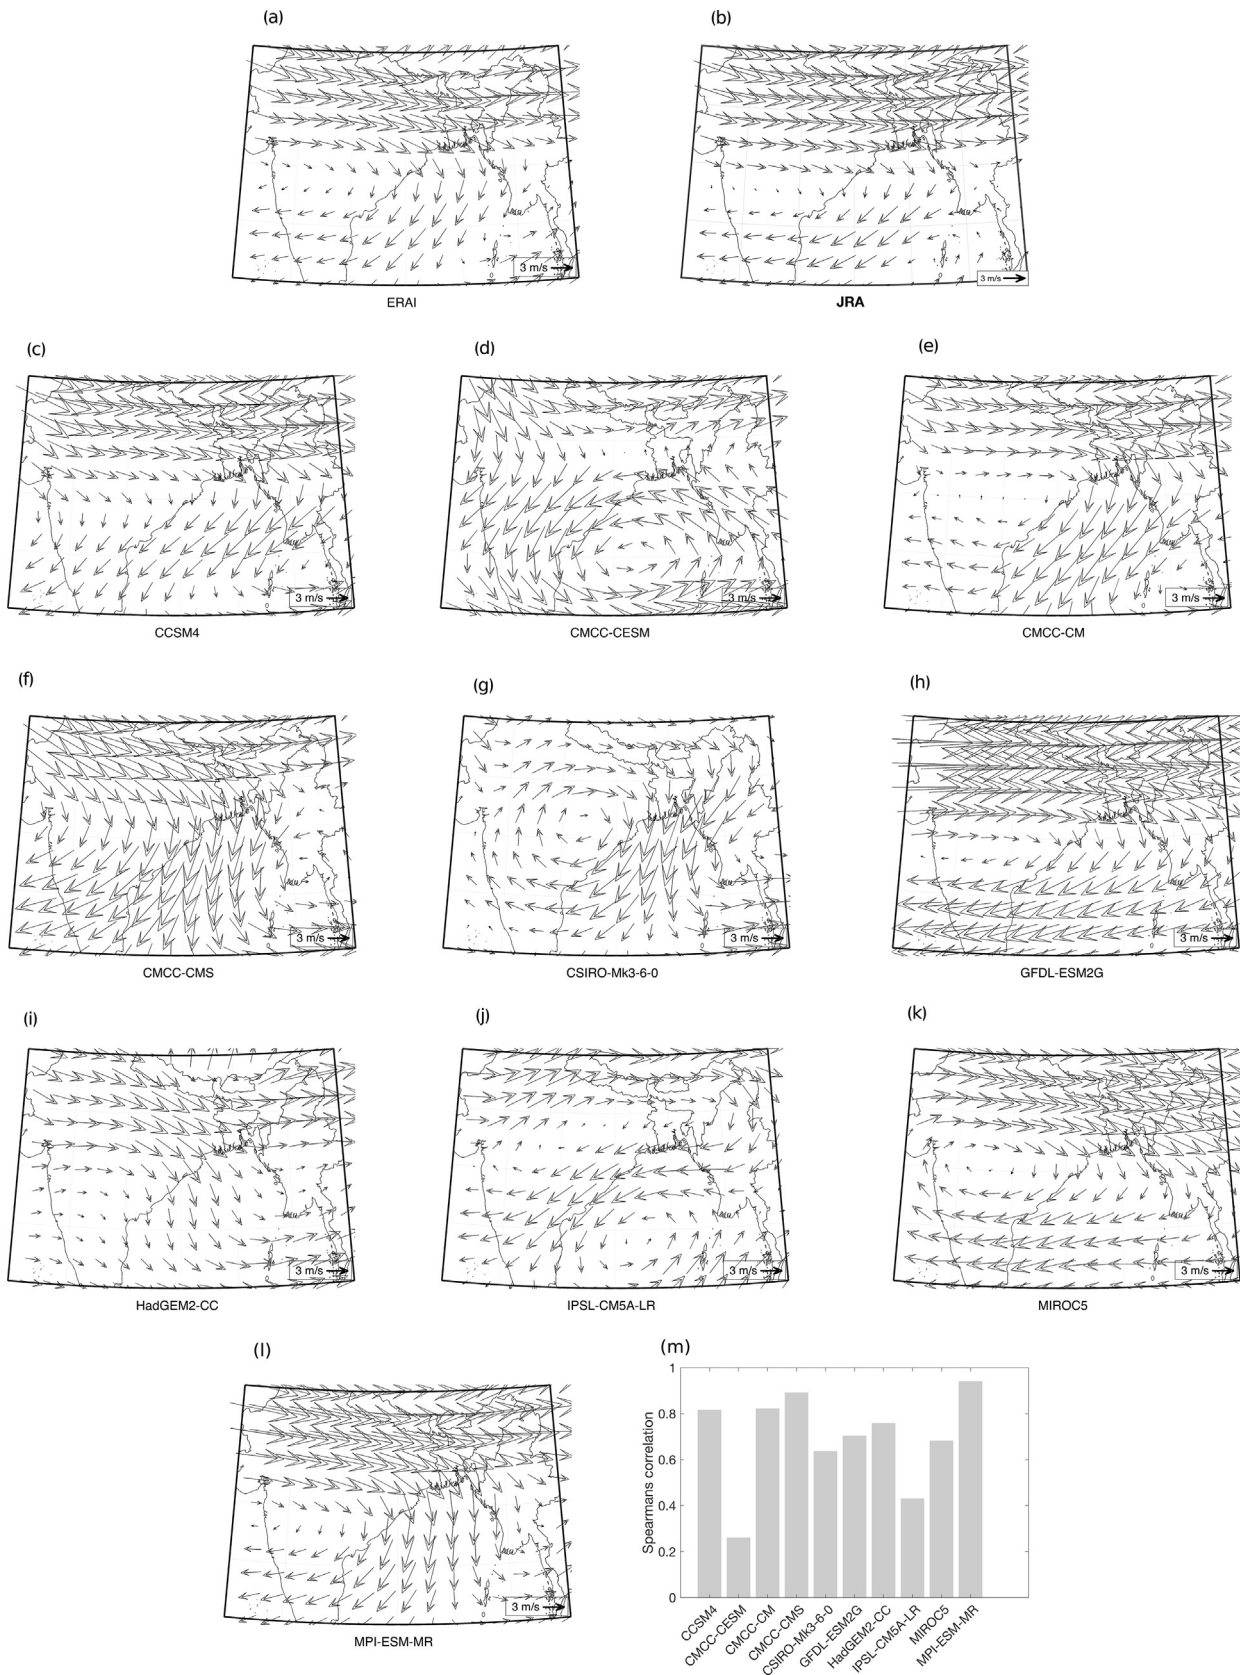 (a)
(b)
3 m/s
3 m/s
ERAI
JRA
(c)
(d)
(e)
3 m/s
3 m/s
3 m/s
CCSM4
CMCC-CESM
CMCC-CM
(f)
(g)
(h)
3 m/s
3 m/s
3 m/s
CMCC-CMS
CSIRO-Mk3-6-0
GFDL-ESM2G
(i)
(j)
(k)
3 m/s
3 m/s
3 m/s
HadGEM2-CC
IPSL-CM5A-LR
MIROC5
(l)
3 m/s
MPI-ESM-MR
(m)
Spearmans correlation
1
0.8
0.6
0.4
0.2
0
CCSM4
CMCC-CESM
CMCC-CM
CMCC-CMS
CSIRO-Mk3-6-0
GFDL-ESM2G
HadGEM2-CC
IPSL-CM5A-LR
MIROC5
MPI-ESM-MR